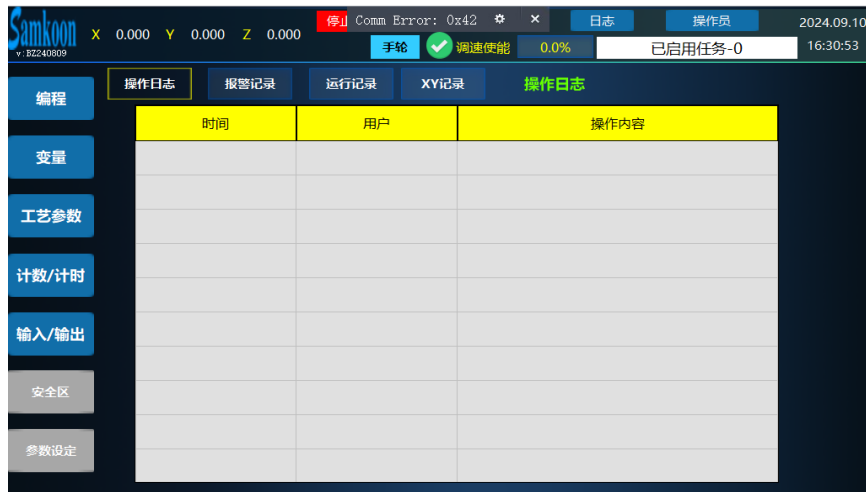 Samkoon
v:BZ240809
X 0.000 Y 0.000 Z 0.000
停止 Comm Error: 0x42
日志 操作员 2024.09.10
手轮 调速使能 0.0% 已启用任务-0 16:30:53
操作日志 报警记录 运行记录 XY记录 操作日志
时间 用户 操作内容
编程
变量
工艺参数
计数/计时
输入/输出
安全区
参数设定